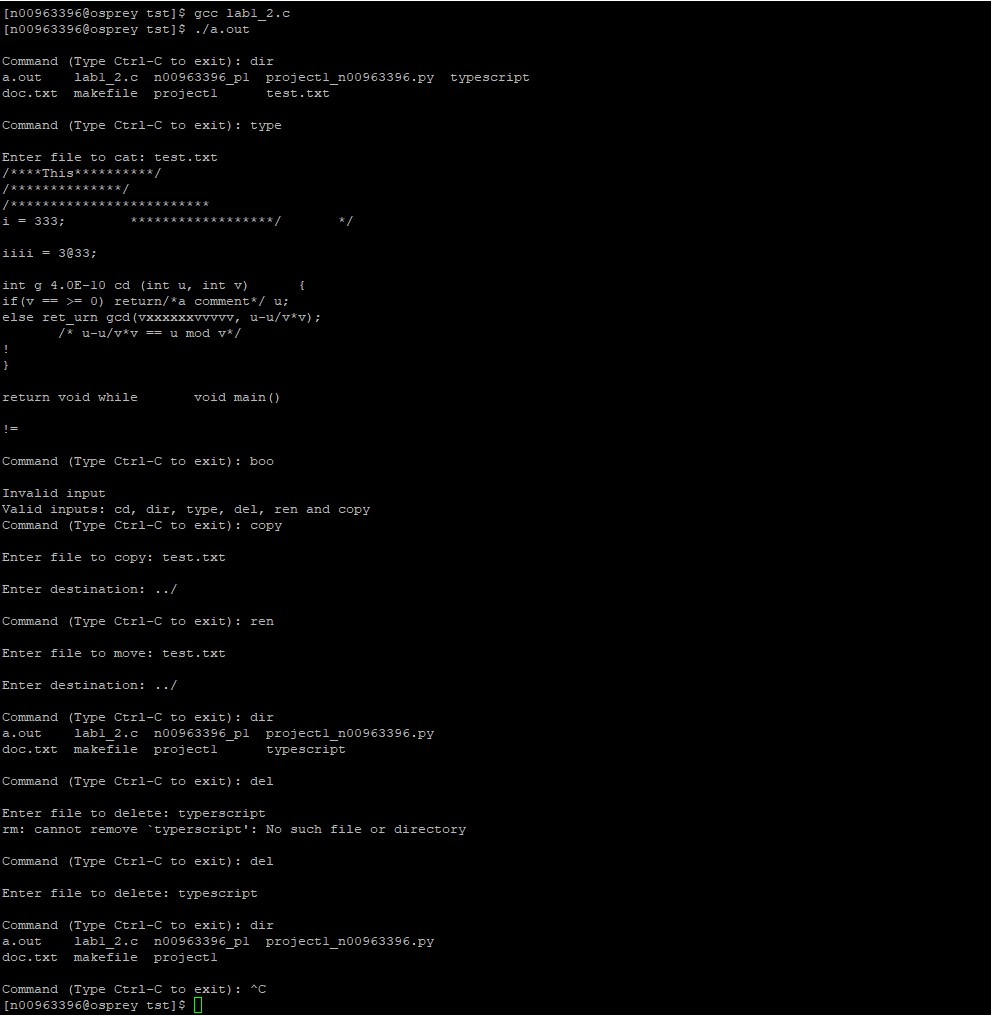 [n00963396@osprey tst]$ gcc lab1_2.c
[n00963396@osprey tst]$ ./a.out
Command (Type Ctrl-C to exit): dir
a.out    lab1_2.c  n00963396_p1  project1_n00963396.py  typescript
doc.txt  makefile  project1      test.txt
Command (Type Ctrl-C to exit): type
Enter file to cat: test.txt
/****This**********/
/**************/
/*************************
i = 333;        ******************/       */
iiii = 3@33;
int g 4.0E-10 cd (int u, int v)      {
if(v == >= 0) return/*a comment*/ u;
else ret_urn gcd(vxxxxxxvvvvv, u-u/v*v);
       /* u-u/v*v == u mod v*/
!
}
return void while       void main()
!=
Command (Type Ctrl-C to exit): boo
Invalid input
Valid inputs: cd, dir, type, del, ren and copy
Command (Type Ctrl-C to exit): copy
Enter file to copy: test.txt
Enter destination: ../
Command (Type Ctrl-C to exit): ren
Enter file to move: test.txt
Enter destination: ../
Command (Type Ctrl-C to exit): dir
a.out    lab1_2.c  n00963396_p1  project1_n00963396.py
doc.txt  makefile  project1      typescript
Command (Type Ctrl-C to exit): del
Enter file to delete: typerscript
rm: cannot remove `typerscript': No such file or directory
Command (Type Ctrl-C to exit): del
Enter file to delete: typescript
Command (Type Ctrl-C to exit): dir
a.out    lab1_2.c  n00963396_p1  project1_n00963396.py
doc.txt  makefile  project1
Command (Type Ctrl-C to exit): ^C
[n00963396@osprey tst]$